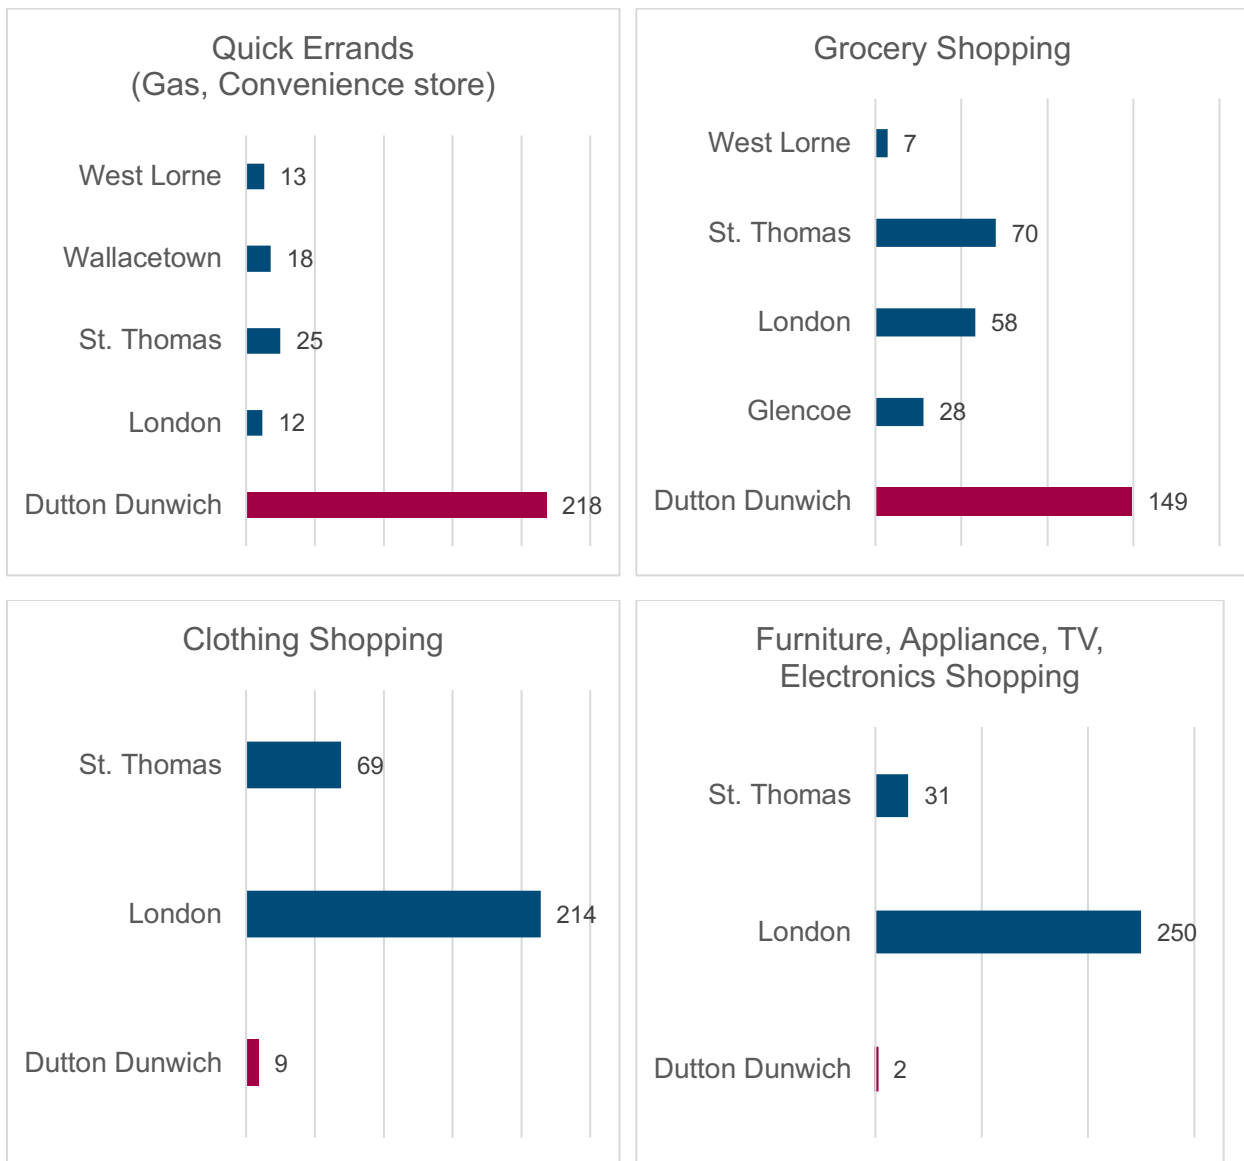 Quick Errands
(Gas, Convenience store)
West Lorne 13
Wallacetown 18
St. Thomas 25
London 12
Dutton Dunwich 218
Grocery Shopping
West Lorne 7
St. Thomas 70
London 58
Glencoe 28
Dutton Dunwich 149
Clothing Shopping
St. Thomas 69
London 214
Dutton Dunwich 9
Furniture, Appliance, TV,
Electronics Shopping
St. Thomas 31
London 250
Dutton Dunwich 2